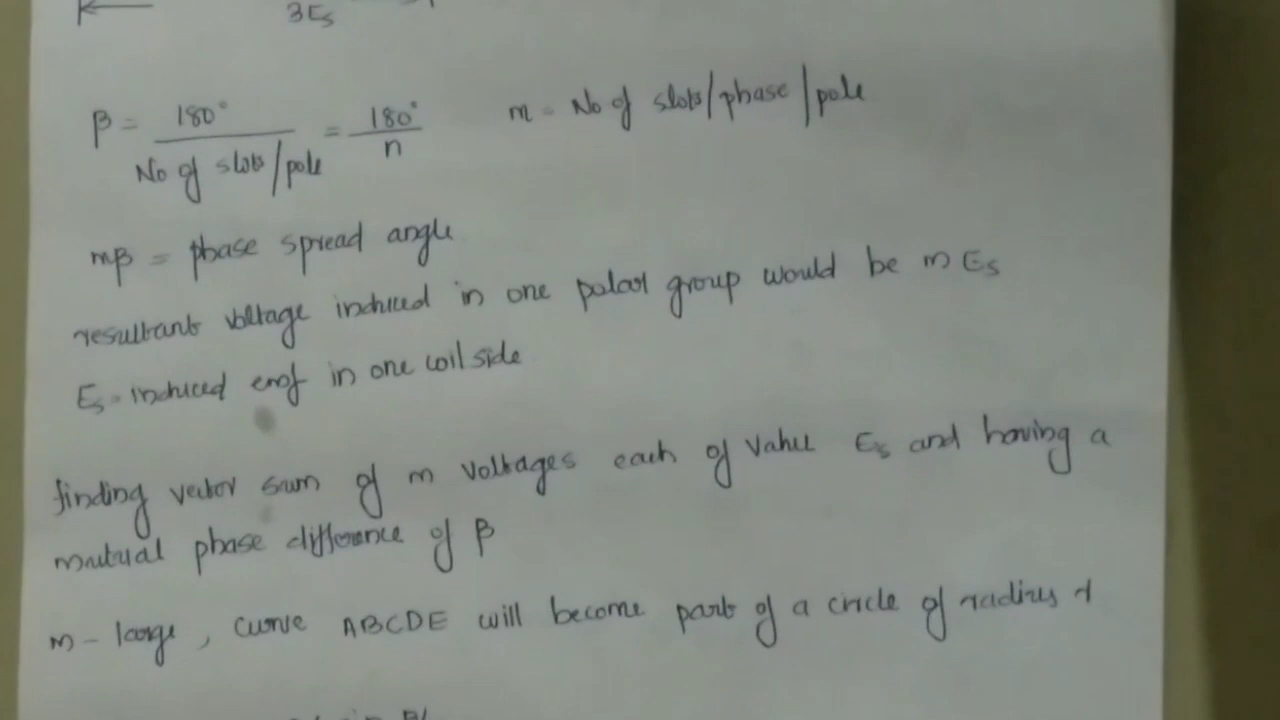 3Es
β = 180° / No of slots/pole = 180° / n    m = No of slots/phase/pole
mβ = phase spread angle
resultant voltage induced in one polar group would be m Es
Es = induced emf in one coil side
finding vector sum of m voltages each of value Es and having a
mutual phase difference of β
m - large, curve ABCDE will become part of a circle of radius r